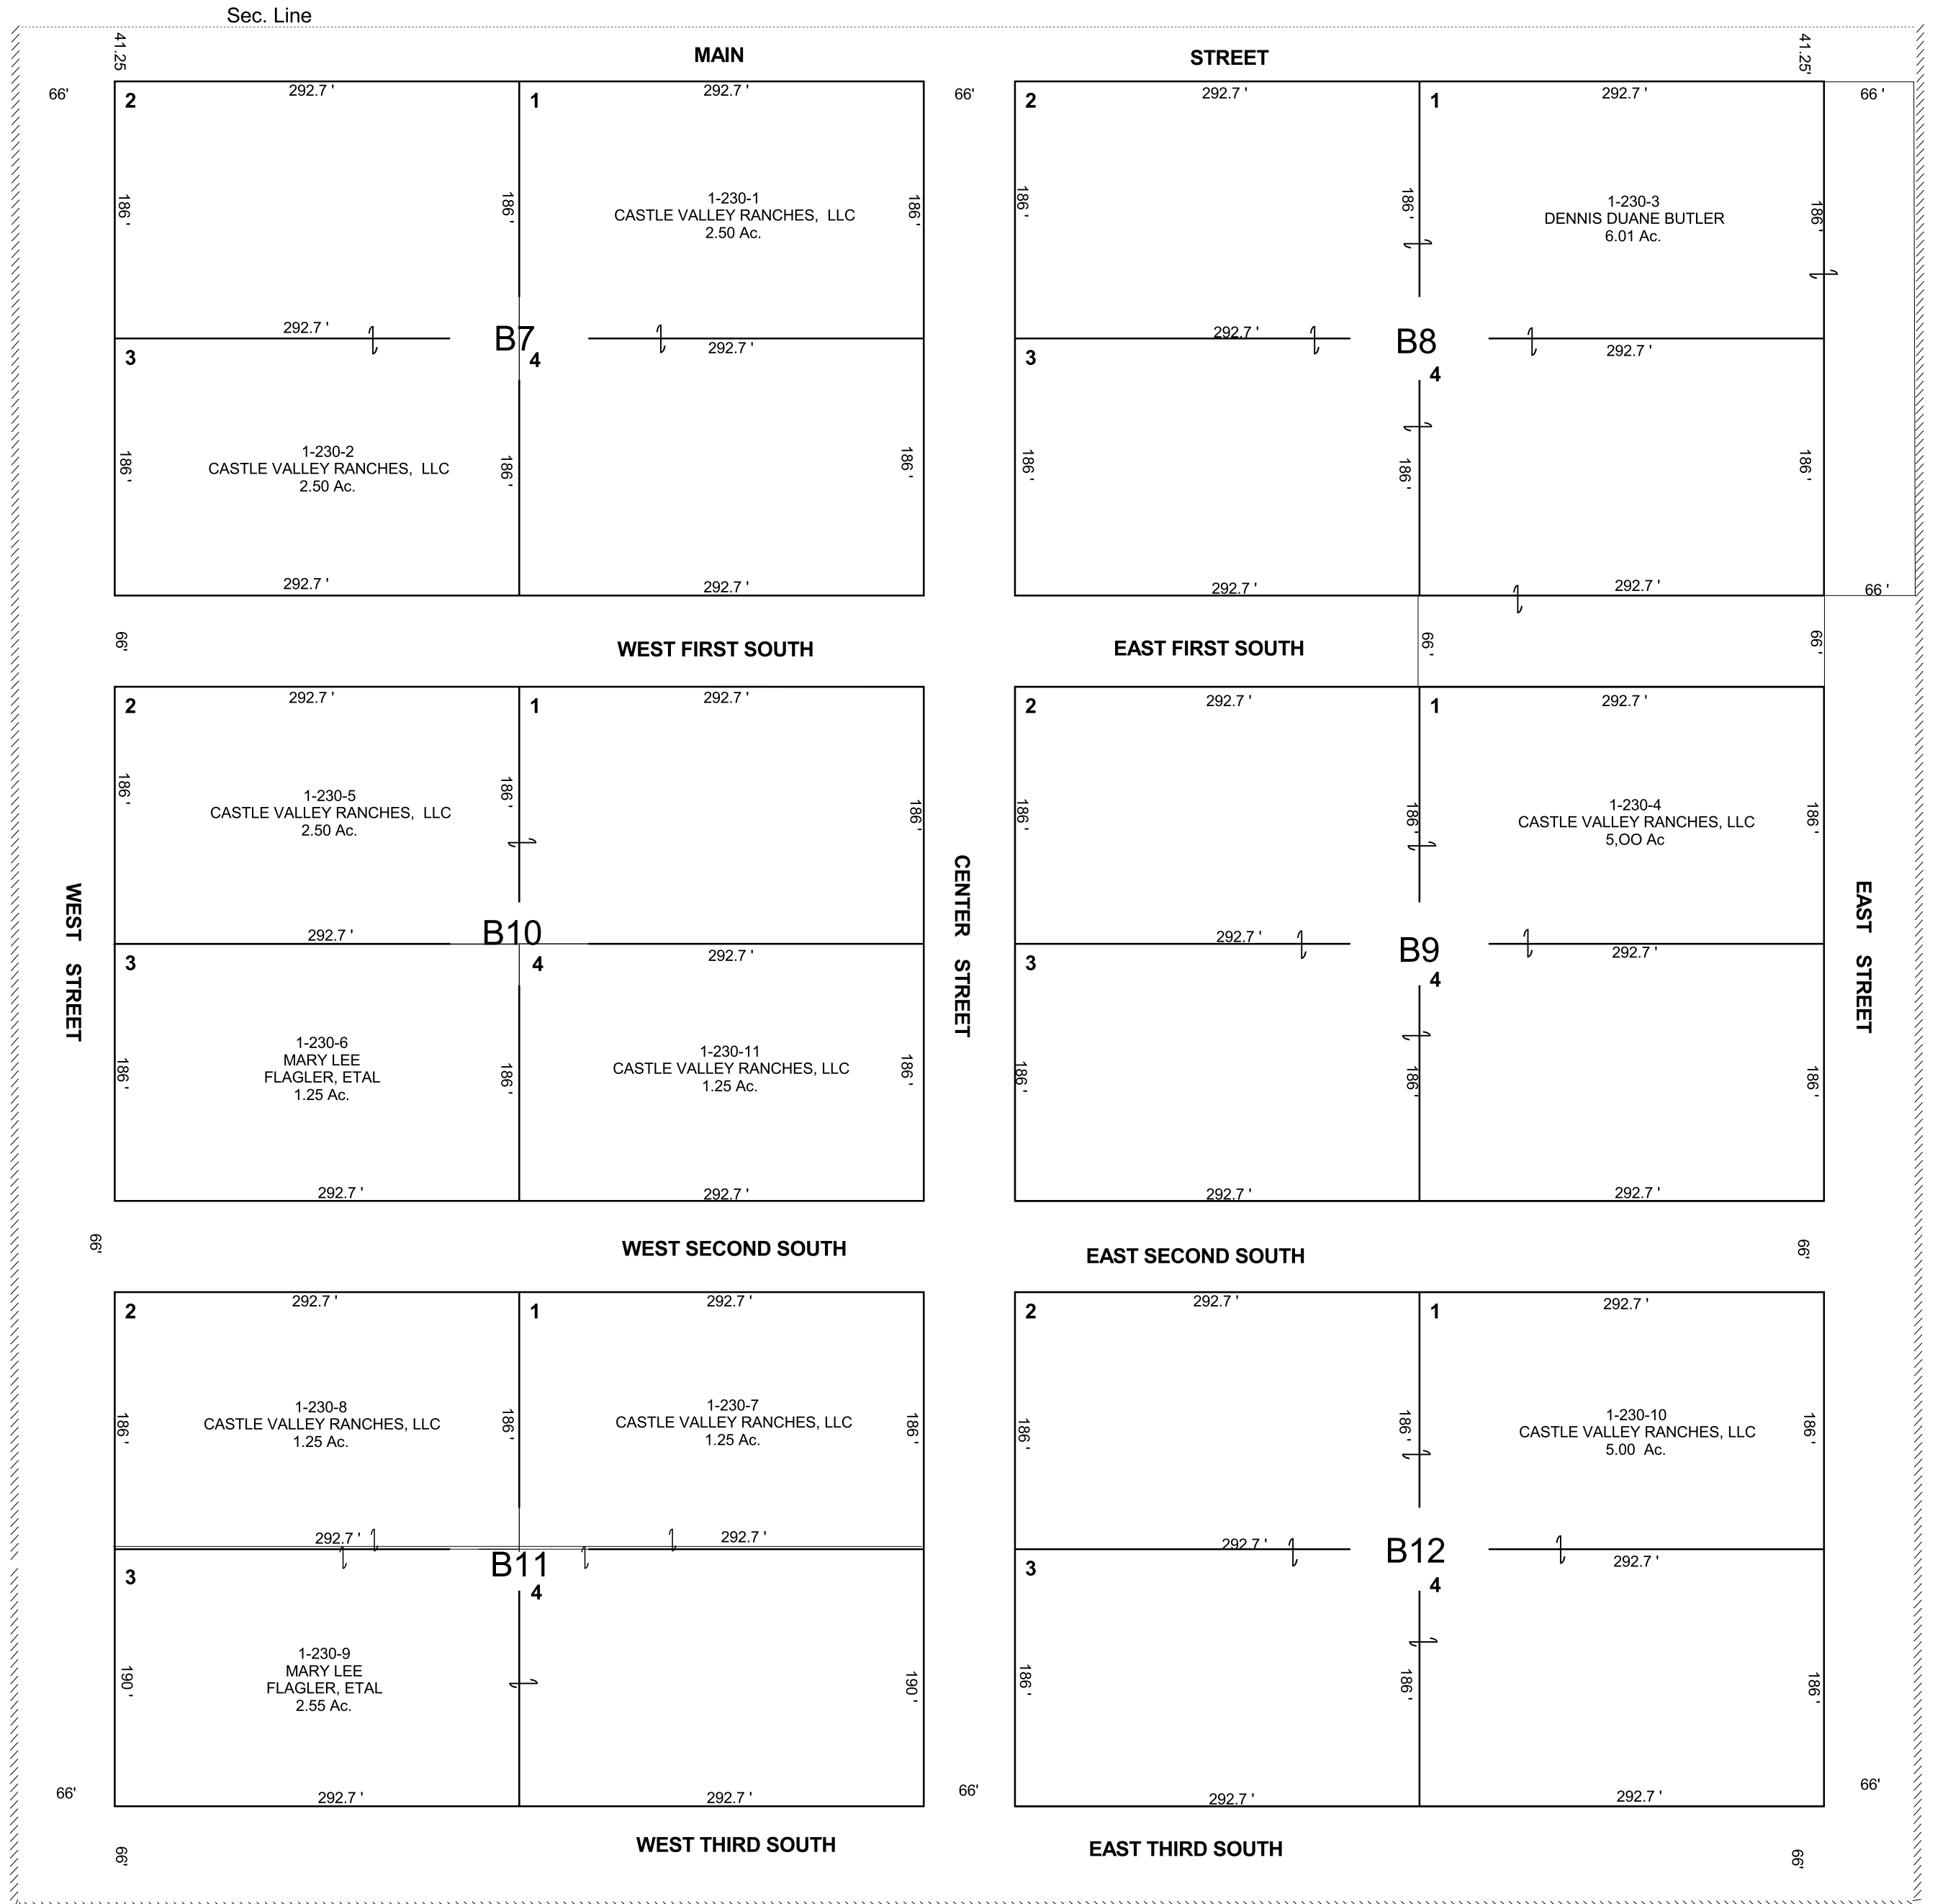 Sec. Line
41.25
MAIN
STREET
41.25'
66'
2
292.7 '
1
292.7 '
66'
2
292.7 '
1
292.7 '
66 '
186 '
186 '
1-230-1
CASTLE VALLEY RANCHES,  LLC
2.50 Ac.
186 '
186 '
186 '
1-230-3
DENNIS DUANE BUTLER
6.01 Ac.
186 '
292.7 '
B7
292.7 '
3
4
292.7 '
B8
292.7 '
3
4
1-230-2
CASTLE VALLEY RANCHES,  LLC
2.50 Ac.
186 '
186 '
186 '
186 '
186 '
186 '
292.7 '
292.7 '
292.7 '
292.7 '
66 '
66'
WEST FIRST SOUTH
EAST FIRST SOUTH
66 '
66 '
2
292.7 '
1
292.7 '
2
292.7 '
1
292.7 '
186 '
1-230-5
CASTLE VALLEY RANCHES,  LLC
2.50 Ac.
186 '
186 '
186 '
186 '
1-230-4
CASTLE VALLEY RANCHES, LLC
5,OO Ac
186 '
WEST STREET
CENTER STREET
EAST STREET
292.7 '
B10
292.7 '
3
4
292.7 '
B9
292.7 '
3
4
186 '
1-230-6
MARY LEE
FLAGLER, ETAL
1.25 Ac.
186 '
1-230-11
CASTLE VALLEY RANCHES, LLC
1.25 Ac.
186 '
186 '
186 '
186 '
292.7 '
292.7 '
292.7 '
292.7 '
66'
WEST SECOND SOUTH
EAST SECOND SOUTH
66'
2
292.7 '
1
292.7 '
2
292.7 '
1
292.7 '
186 '
1-230-8
CASTLE VALLEY RANCHES, LLC
1.25 Ac.
186 '
1-230-7
CASTLE VALLEY RANCHES, LLC
1.25 Ac.
186 '
186 '
186 '
1-230-10
CASTLE VALLEY RANCHES, LLC
5.00  Ac.
186 '
292.7 '
B11
292.7 '
3
4
292.7 '
B12
292.7 '
3
4
190 '
1-230-9
MARY LEE
FLAGLER, ETAL
2.55 Ac.
190 '
186 '
186 '
186 '
66'
292.7 '
292.7 '
66'
292.7 '
292.7 '
66'
66'
WEST THIRD SOUTH
EAST THIRD SOUTH
66'